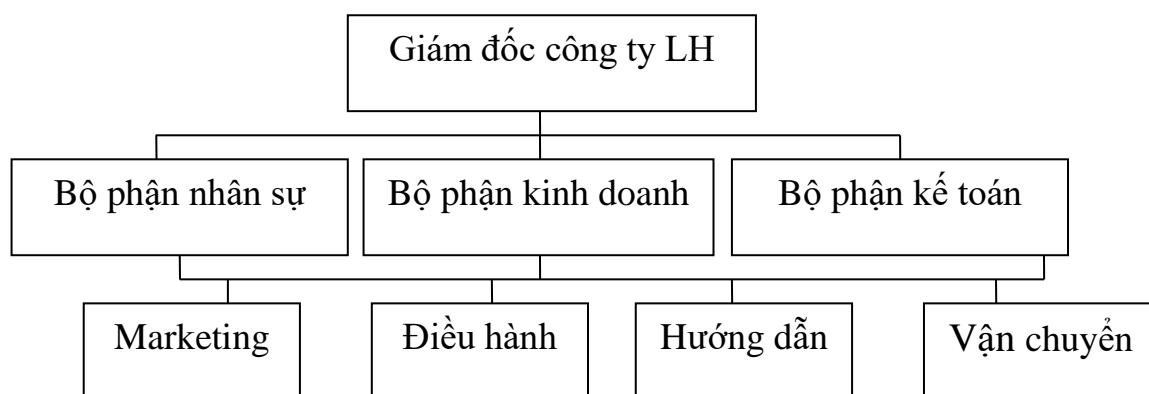 Giám đốc công ty LH
Bộ phận nhân sự
Bộ phận kinh doanh
Bộ phận kế toán
Marketing
Điều hành
Hướng dẫn
Vận chuyển